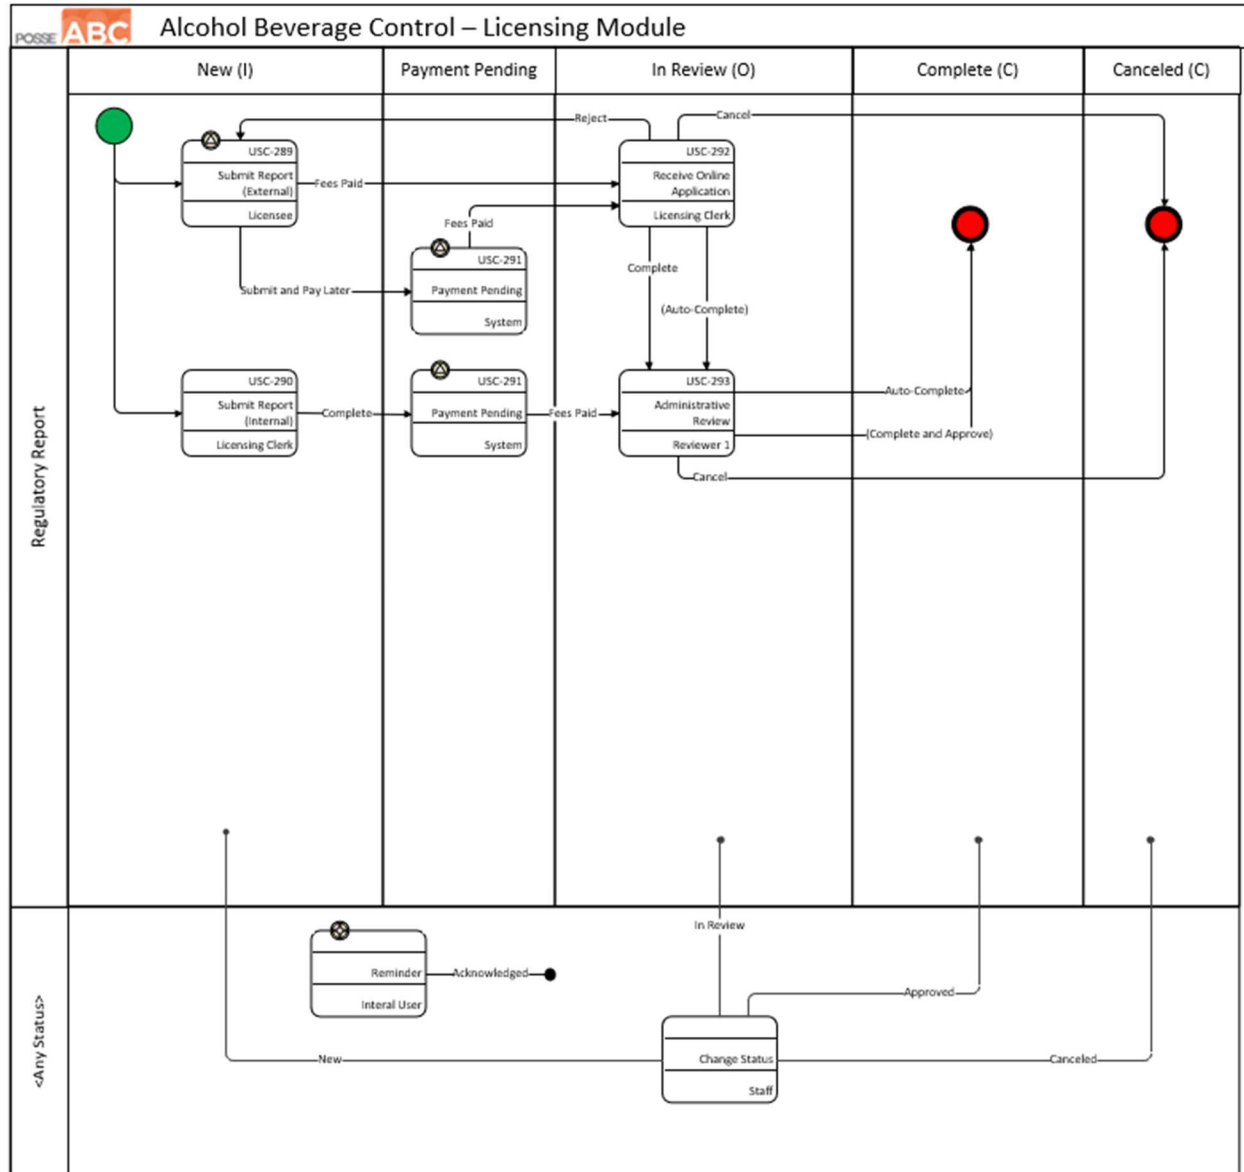 POSSE ABC
Alcohol Beverage Control – Licensing Module
New (I)
Payment Pending
In Review (O)
Complete (C)
Canceled (C)
Regulatory Report
Reject
Cancel
USC-289
Submit Report
(External)
Licensee
Fees Paid
USC-292
Receive Online
Application
Licensing Clerk
Fees Paid
USC-291
Payment Pending
System
Submit and Pay Later
Complete
(Auto-Complete)
USC-290
Submit Report
(Internal)
Licensing Clerk
Complete
USC-291
Payment Pending
System
Fees Paid
USC-293
Administrative
Review
Reviewer 1
Auto-Complete
(Complete and Approve)
Cancel
<Any Status>
Reminder
Interal User
Acknowledged
In Review
Approved
New
Change Status
Staff
Canceled